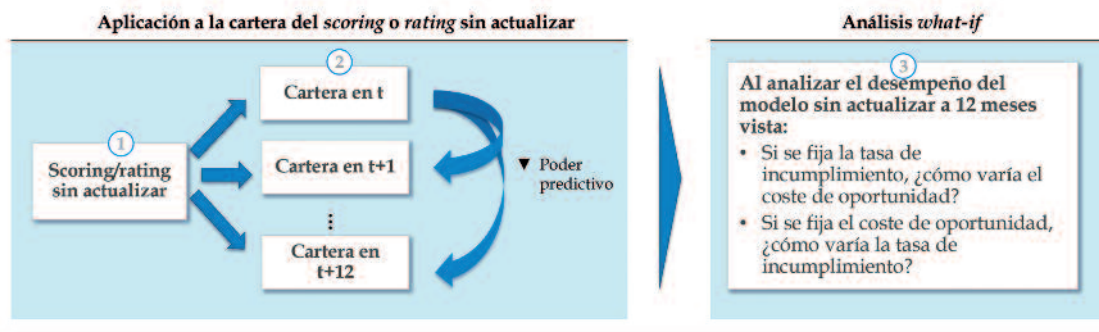 Aplicación a la cartera del scoring o rating sin actualizar
Análisis what-if
1
Scoring/rating
sin actualizar
2
Cartera en t
Cartera en t+1
⋮
Cartera en
t+12
▼ Poder
predictivo
3
Al analizar el desempeño del
modelo sin actualizar a 12 meses
vista:
• Si se fija la tasa de
incumplimiento, ¿cómo varía el
coste de oportunidad?
• Si se fija el coste de oportunidad,
¿cómo varía la tasa de
incumplimiento?